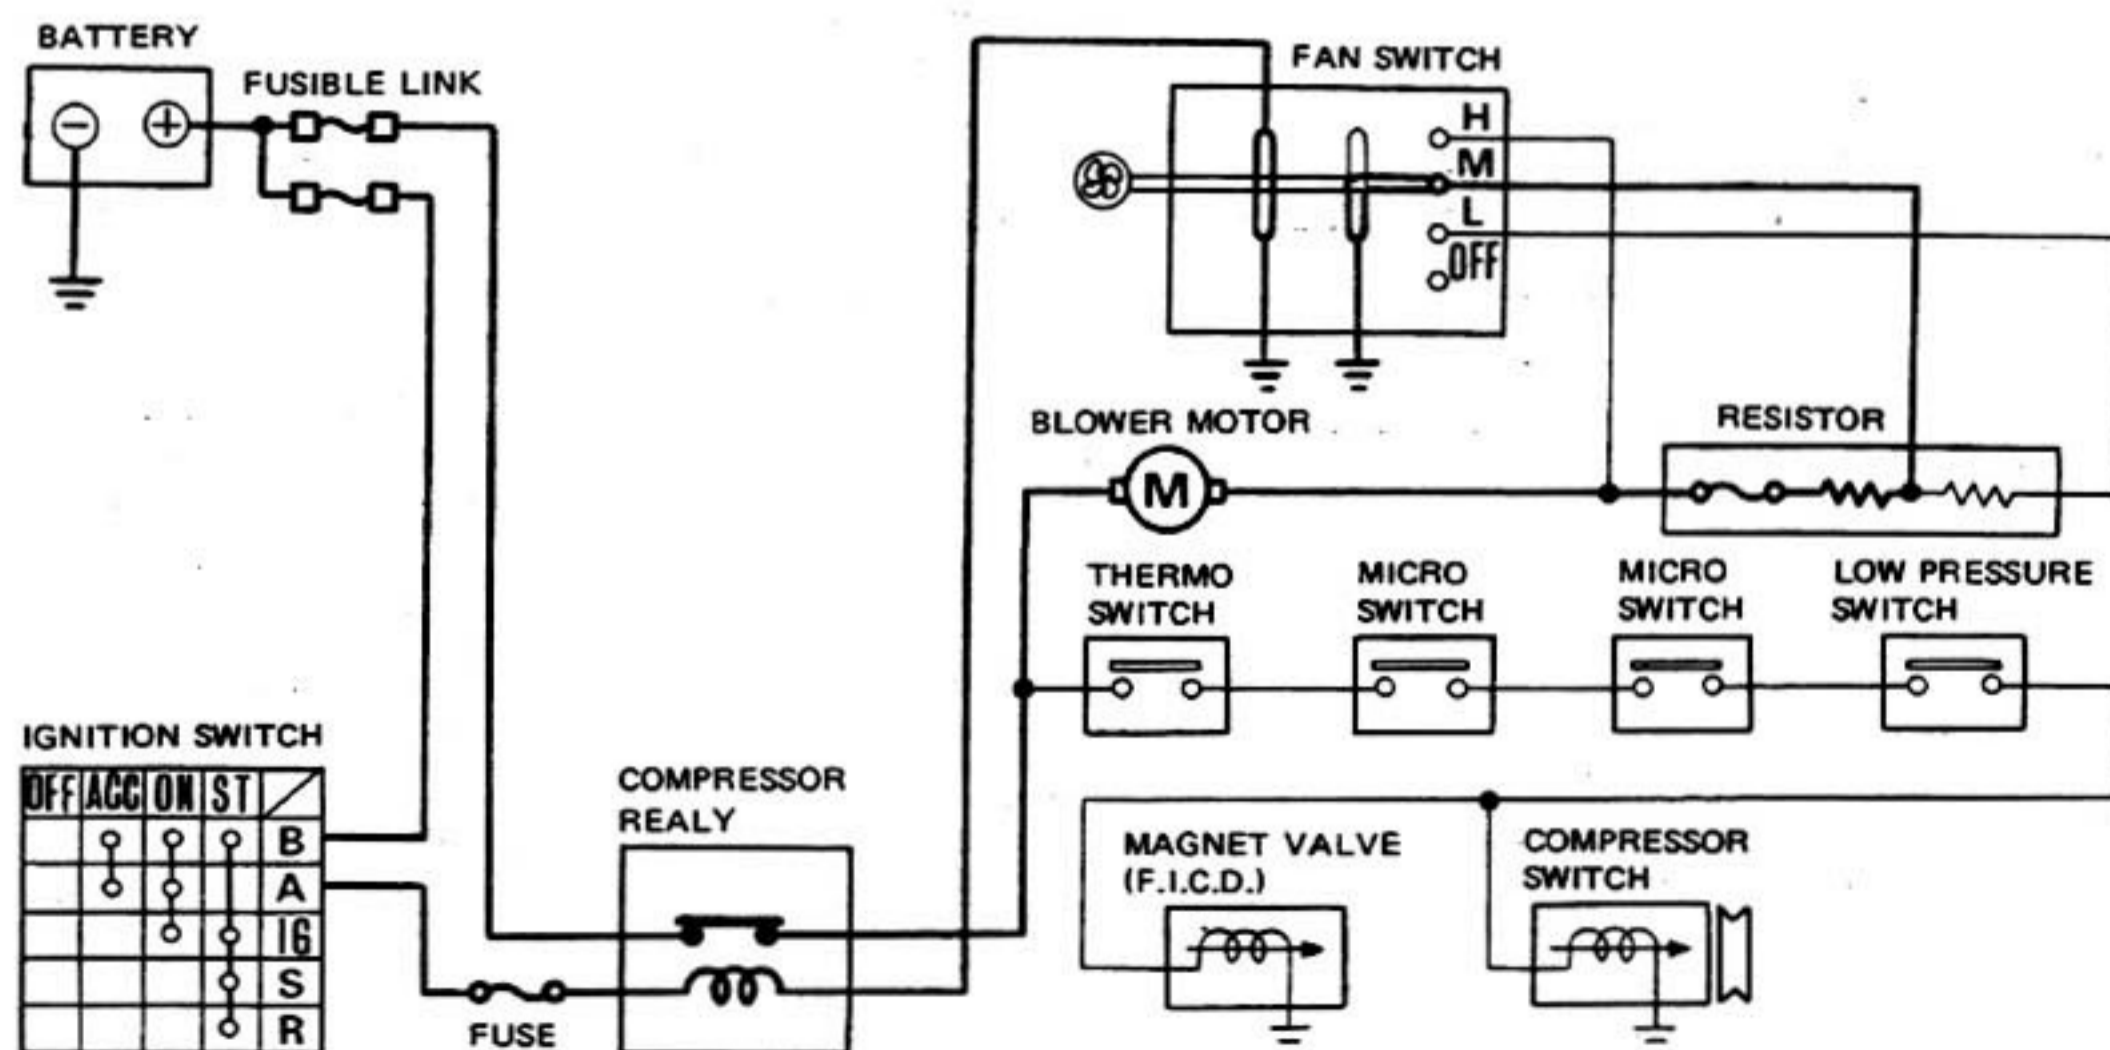 BATTERY
FUSIBLE LINK
FAN SWITCH
H
M
L
OFF
BLOWER MOTOR
M
RESISTOR
THERMO
SWITCH
MICRO
SWITCH
MICRO
SWITCH
LOW PRESSURE
SWITCH
IGNITION SWITCH
OFF ACC ON ST
B
A
IG
S
R
FUSE
COMPRESSOR
REALY
MAGNET VALVE
(F.I.C.D.)
COMPRESSOR
SWITCH